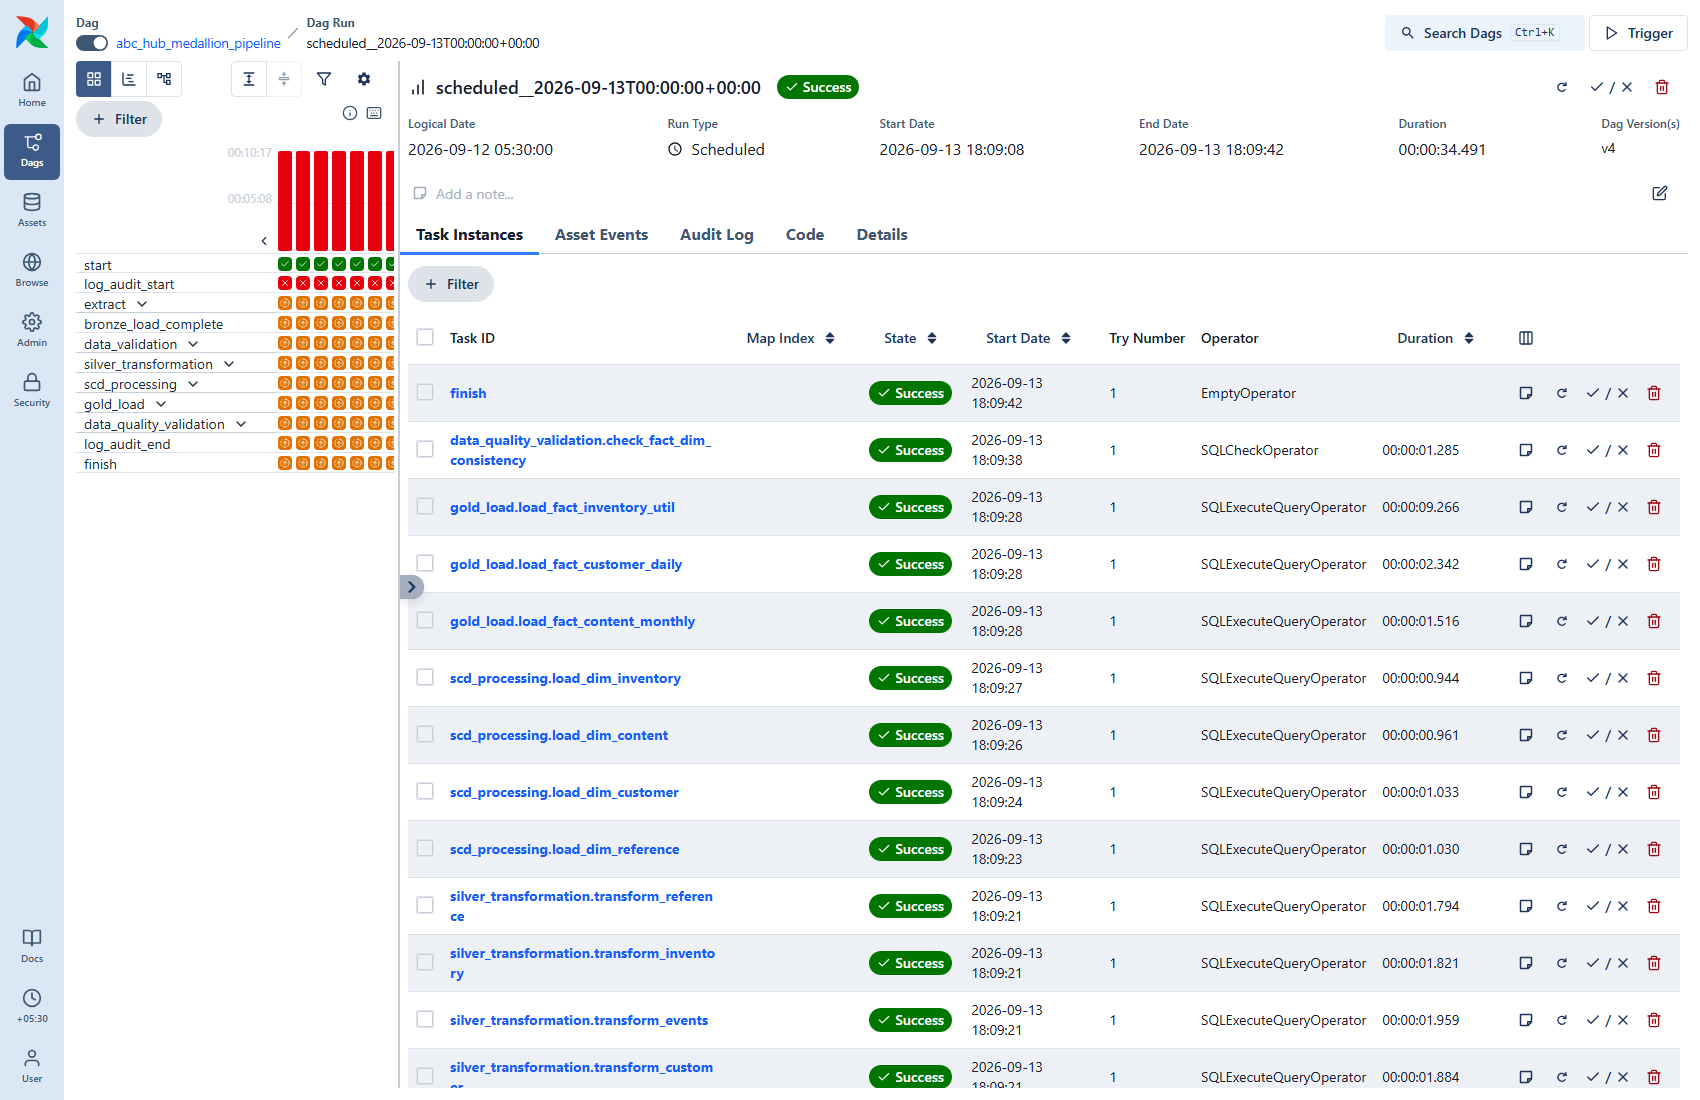 Dag
abc_hub_medallion_pipeline
/
Dag Run
scheduled__2026-09-13T00:00:00+00:00
Search Dags Ctrl+K
Trigger
Home
Dags
Assets
Browse
Admin
Security
Docs
+05:30
User
+ Filter
00:10:17
00:05:08
start
log_audit_start
extract
bronze_load_complete
data_validation
silver_transformation
scd_processing
gold_load
data_quality_validation
log_audit_end
finish
scheduled__2026-09-13T00:00:00+00:00 Success
/
Logical Date Run Type Start Date End Date Duration Dag Version(s)
2026-09-12 05:30:00 Scheduled 2026-09-13 18:09:08 2026-09-13 18:09:42 00:00:34.491 v4
Add a note...
Task Instances Asset Events Audit Log Code Details
+ Filter
Task ID Map Index State Start Date Try Number Operator Duration
finish Success 2026-09-13 18:09:42 1 EmptyOperator /
data_quality_validation.check_fact_dim_consistency Success 2026-09-13 18:09:38 1 SQLCheckOperator 00:00:01.285 /
gold_load.load_fact_inventory_util Success 2026-09-13 18:09:28 1 SQLExecuteQueryOperator 00:00:09.266 /
gold_load.load_fact_customer_daily Success 2026-09-13 18:09:28 1 SQLExecuteQueryOperator 00:00:02.342 /
gold_load.load_fact_content_monthly Success 2026-09-13 18:09:28 1 SQLExecuteQueryOperator 00:00:01.516 /
scd_processing.load_dim_inventory Success 2026-09-13 18:09:27 1 SQLExecuteQueryOperator 00:00:00.944 /
scd_processing.load_dim_content Success 2026-09-13 18:09:26 1 SQLExecuteQueryOperator 00:00:00.961 /
scd_processing.load_dim_customer Success 2026-09-13 18:09:24 1 SQLExecuteQueryOperator 00:00:01.033 /
scd_processing.load_dim_reference Success 2026-09-13 18:09:23 1 SQLExecuteQueryOperator 00:00:01.030 /
silver_transformation.transform_reference Success 2026-09-13 18:09:21 1 SQLExecuteQueryOperator 00:00:01.794 /
silver_transformation.transform_inventory Success 2026-09-13 18:09:21 1 SQLExecuteQueryOperator 00:00:01.821 /
silver_transformation.transform_events Success 2026-09-13 18:09:21 1 SQLExecuteQueryOperator 00:00:01.959 /
silver_transformation.transform_customer Success 2026-09-13 18:09:21 1 SQLExecuteQueryOperator 00:00:01.884 /